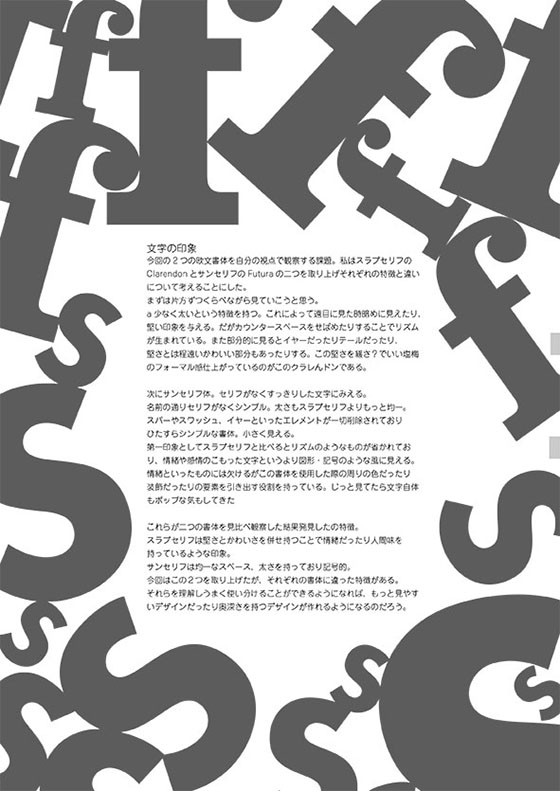 文字の印象
今回の2つの欧文書体を自分の視点で観察する課題。私はスラブセリフの
ClarendonとサンセリフのFuturaの二つを取り上げそれぞれの特徴と違い
について考えることにした。
まずは片方ずつくらべながら見ていこうと思う。
a 少なく太いという特徴を持つ。これによって遠目に見た時暗めに見えたり、
堅い印象を与える。だがカウンタースペースをせばめたりすることでリズム
が生まれている。また部分的に見るとイヤーだったりテールだったり、
堅さとは程遠いかわいい部分もあったりする。この堅さを緩さ？でいい塩梅
のフォーマル感仕上がっているのがこのクラレんドンである。
次にサンセリフ体。セリフがなくすっきりした文字にみえる。
名前の通りセリフがなくシンプル。太さもスラブセリフよりもっと均一。
スパーやスワッシュ、イヤーといったエレメントが一切削除されており
ひたすらシンプルな書体。小さく見える。
第一印象としてスラブセリフと比べるとリズムのようなものが省かれてお
り、情緒や感情のこもった文字というより図形・記号のような風に見える。
情緒といったものには欠けるがこの書体を使用した際の周りの色だったり
装飾だったりの要素を引き出す役割を持っている。じっと見てたら文字自体
もポップな気もしてきた
これらが二つの書体を見比べ観察した結果発見したの特徴。
スラブセリフは堅さとかわいさを併せ持つことで情緒だったり人間味を
持っているような印象。
サンセリフは均一なスペース、太さを持っており記号的。
今回はこの2つを取り上げたが、それぞれの書体に違った特徴がある。
それらを理解しうまく使い分けることができるようになれば、もっと見やす
いデザインだったり奥深さを持つデザインが作れるようになるのだろう。
f
f
f
f
f
f
f
f
s
s
s
s
s
s
s
s
s
s